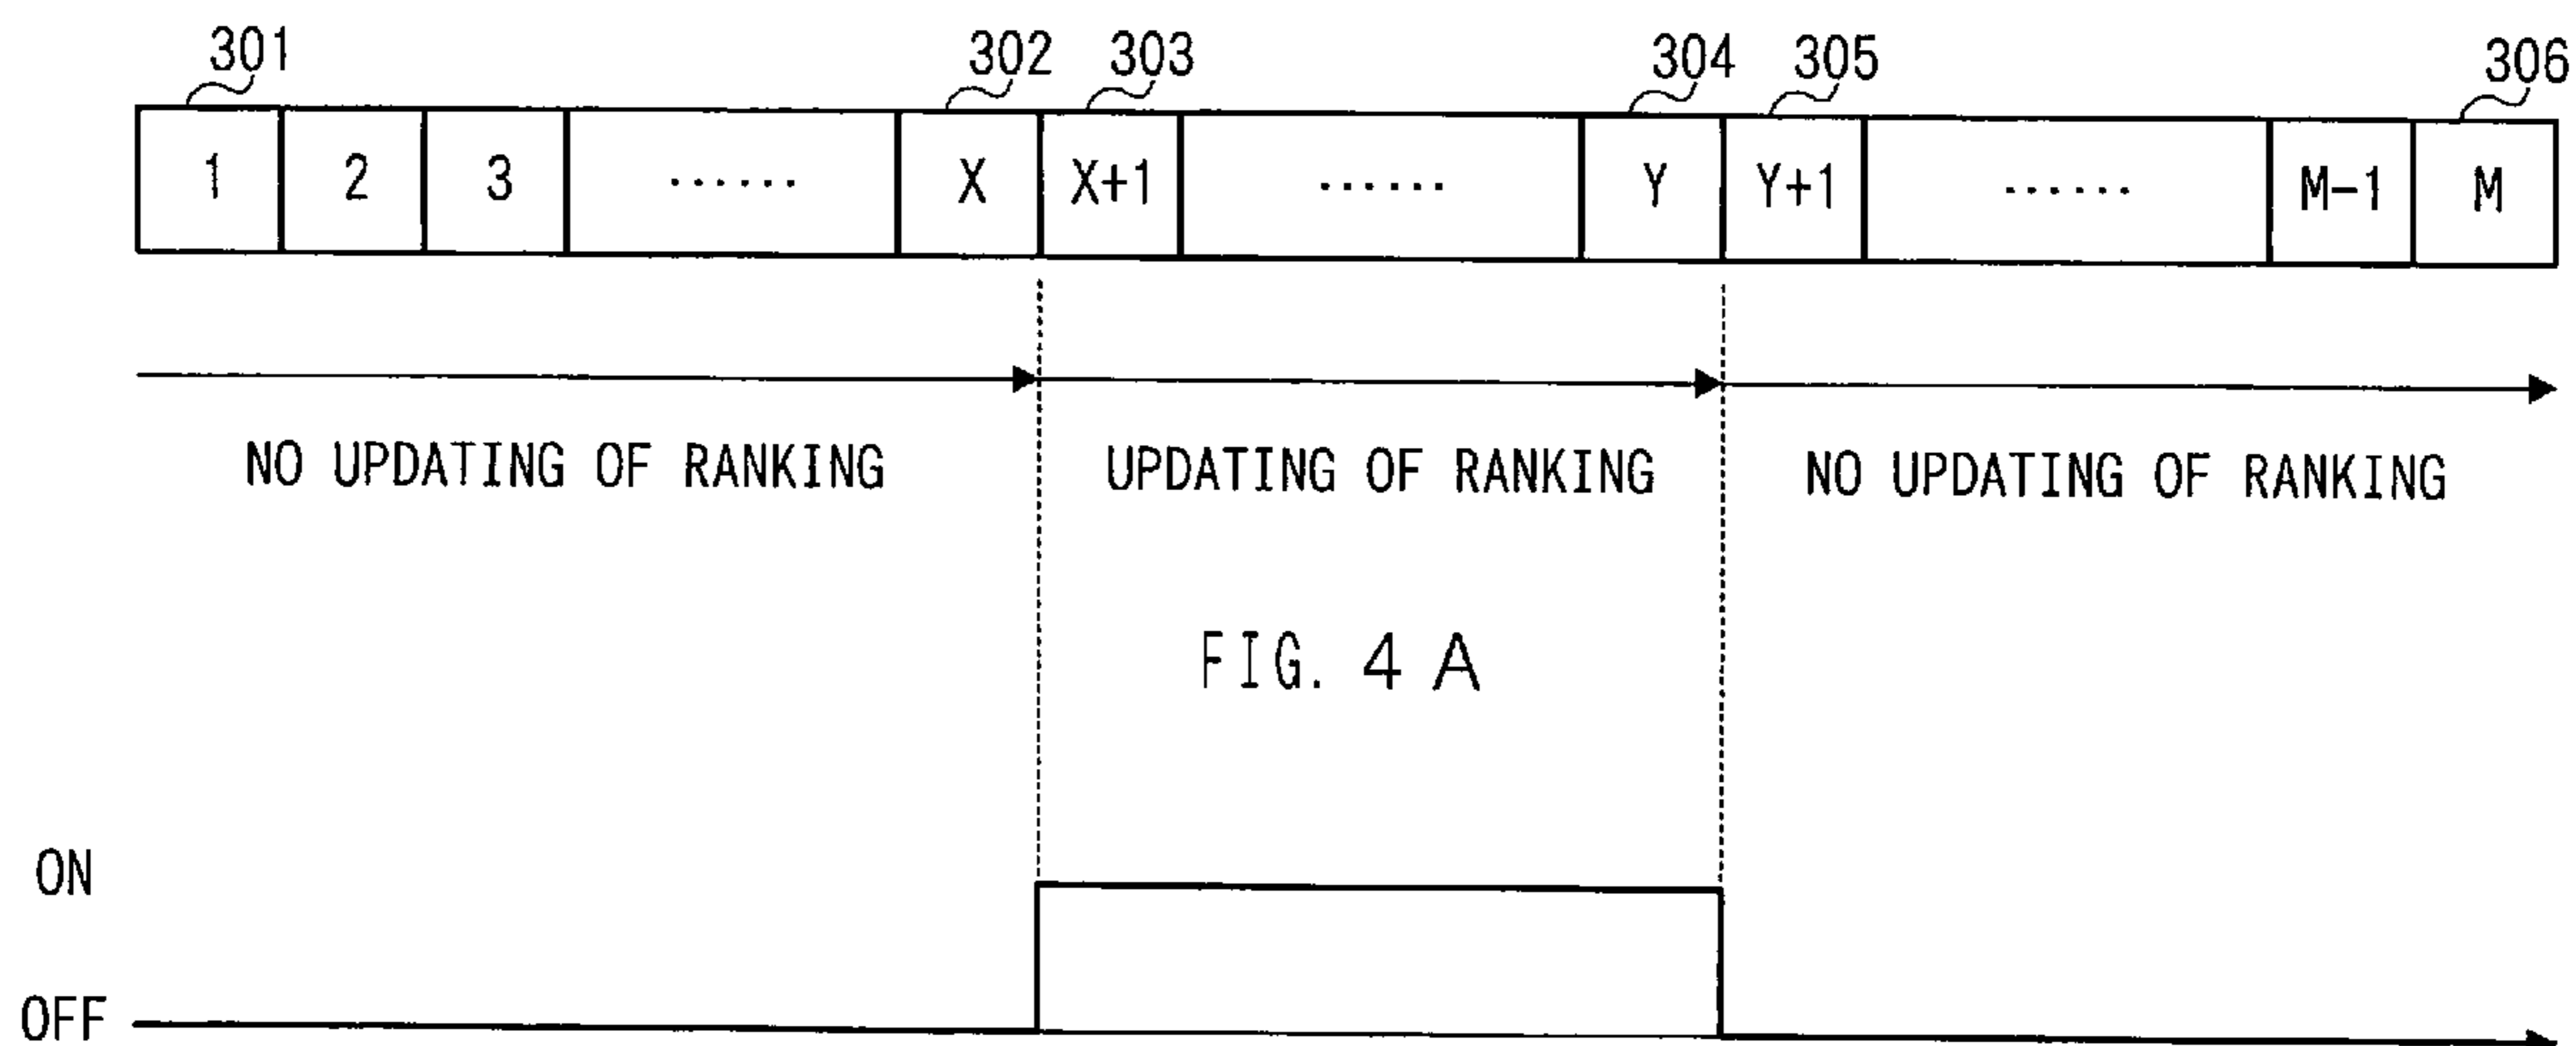 301 302 303 304 305 306
1 2 3 ...... X X+1 ...... Y Y+1 ...... M-1 M
NO UPDATING OF RANKING UPDATING OF RANKING NO UPDATING OF RANKING
FIG. 4 A
ON
OFF